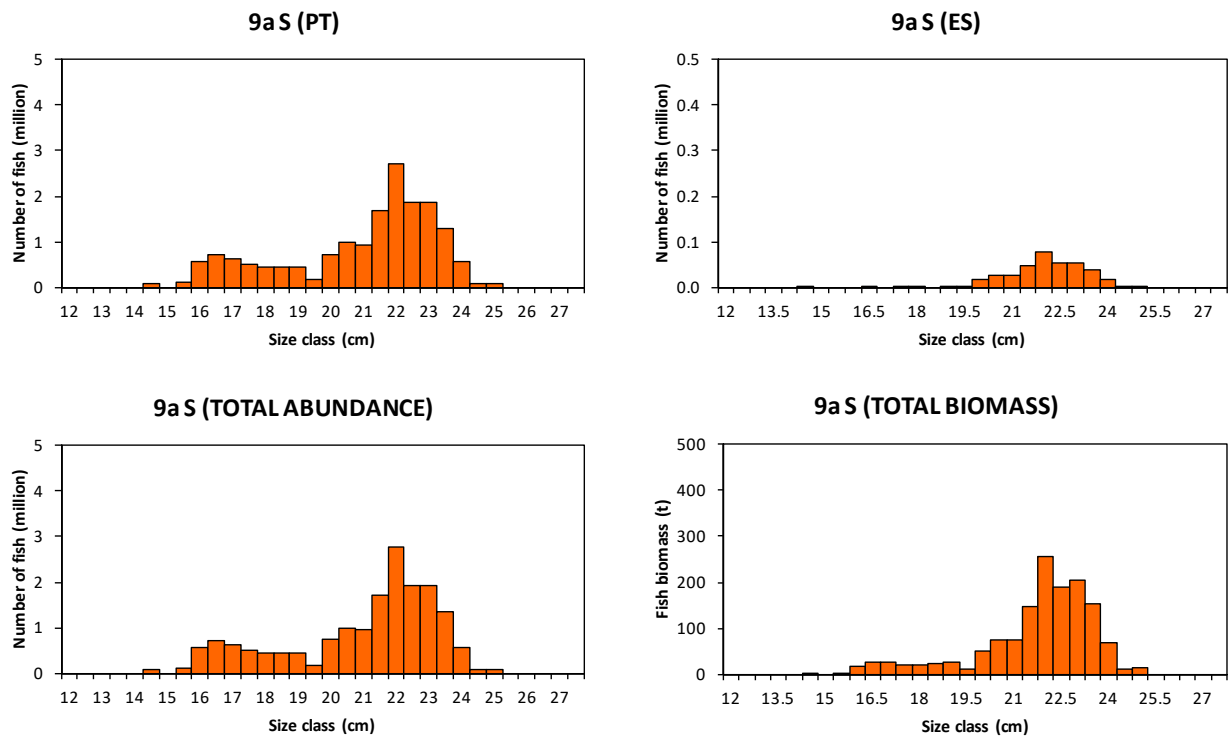 9a S (PT)
Number of fish (million)
5
4
3
2
1
0
12 13 14 15 16 17 18 19 20 21 22 23 24 25 26 27
Size class (cm)
9a S (ES)
Number of fish (million)
0.5
0.4
0.3
0.2
0.1
0.0
12 13.5 15 16.5 18 19.5 21 22.5 24 25.5 27
Size class (cm)
9a S (TOTAL ABUNDANCE)
Number of fish (million)
5
4
3
2
1
0
12 13 14 15 16 17 18 19 20 21 22 23 24 25 26 27
Size class (cm)
9a S (TOTAL BIOMASS)
Fish biomass (t)
500
400
300
200
100
0
12 13.5 15 16.5 18 19.5 21 22.5 24 25.5 27
Size class (cm)